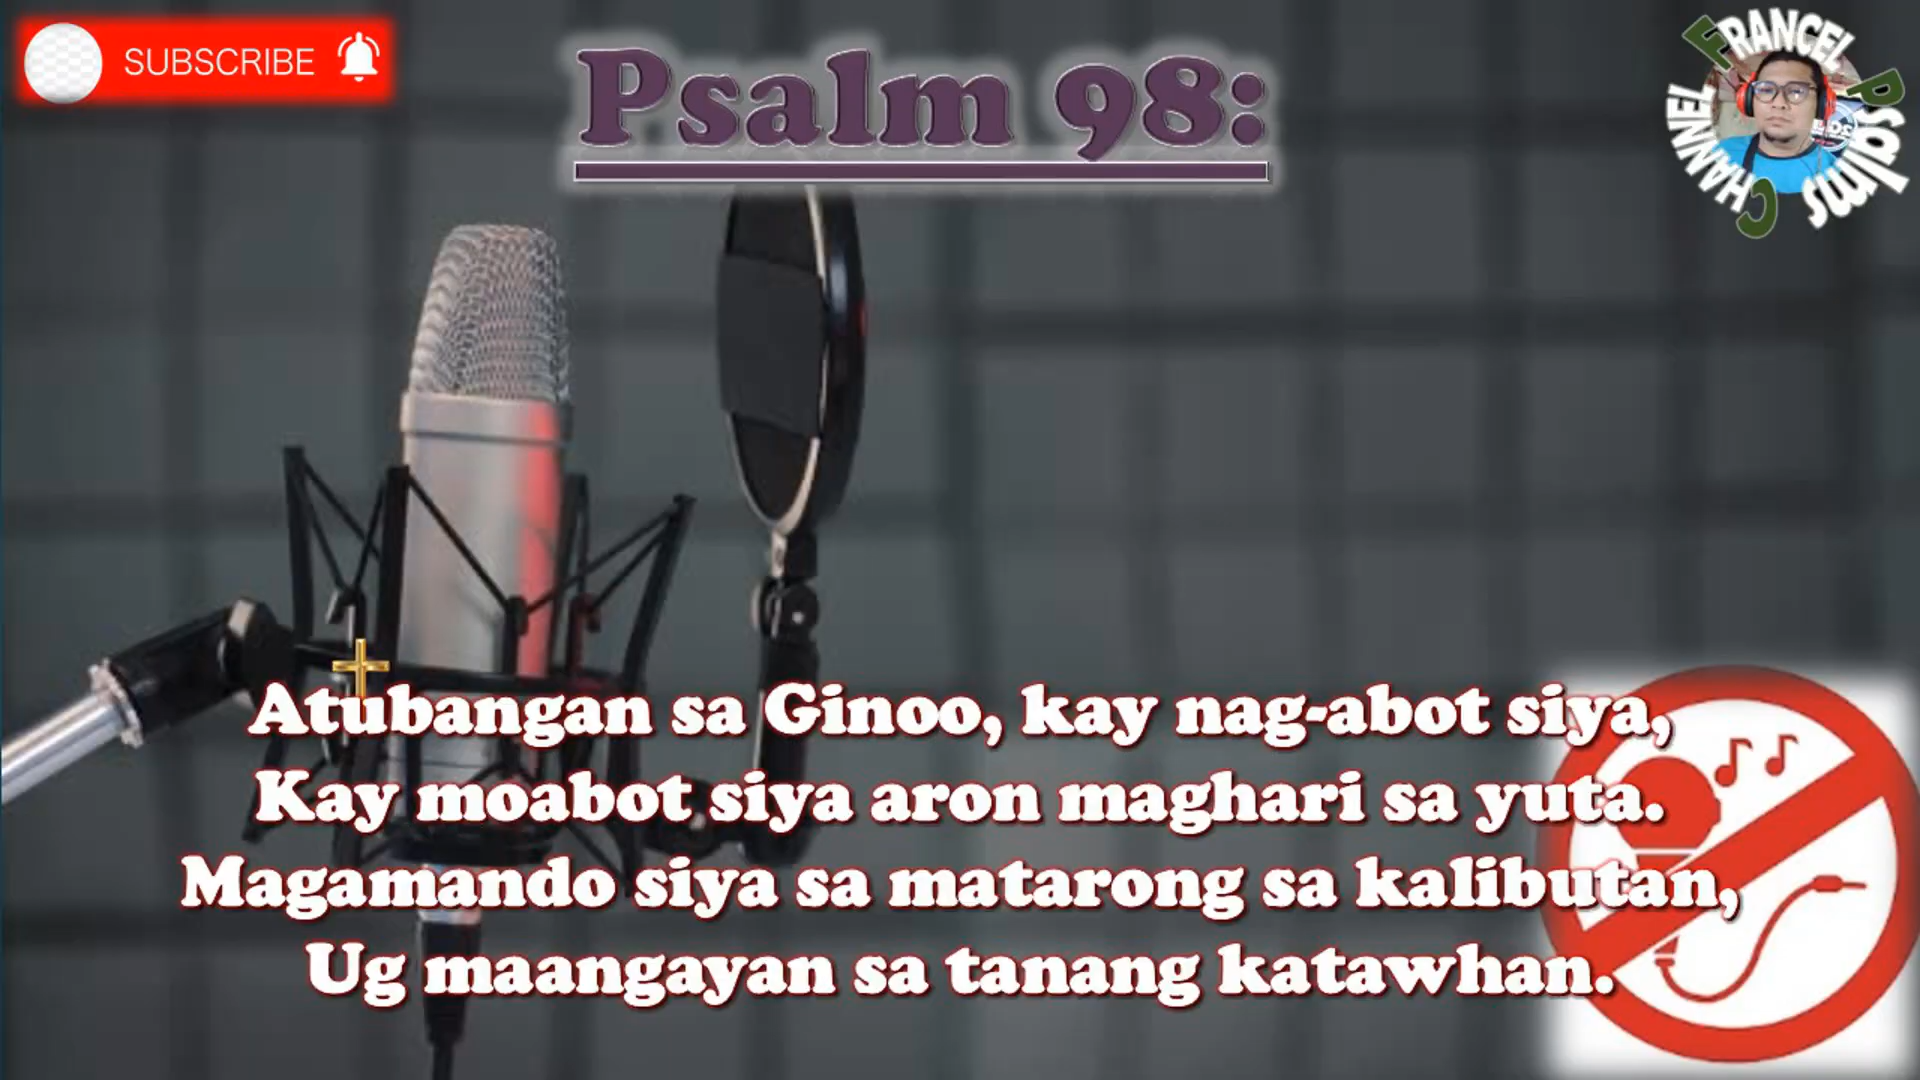 SUBSCRIBE
Psalm 98:
FRANCEL Psalms CHANNEL
Atubangan sa Ginoo, kay nag-abot siya,
Kay moabot siya aron maghari sa yuta.
Magamando siya sa matarong sa kalibutan,
Ug maangayan sa tanang katawhan.